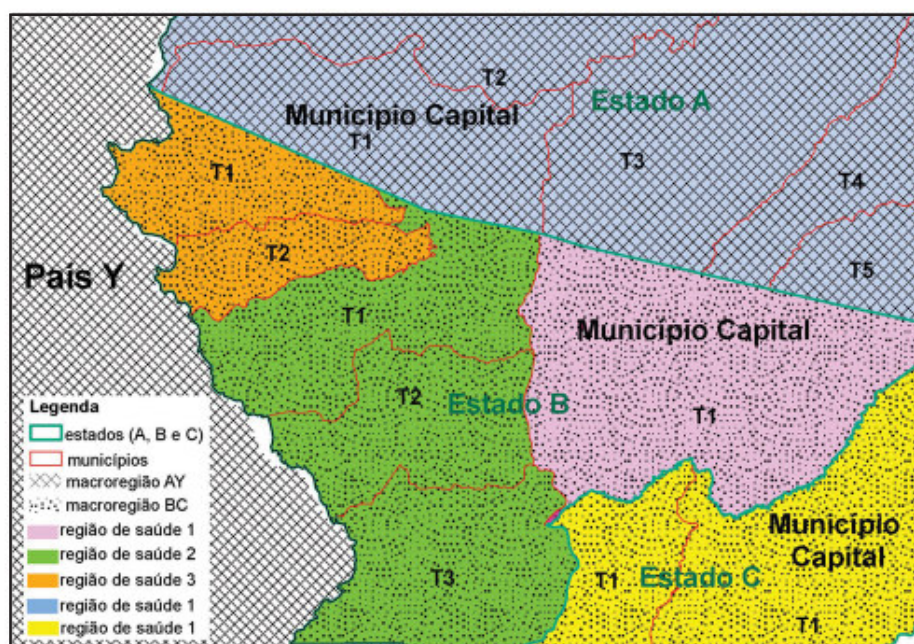 T2
Município Capital
Estado A
T1
T3
T4
T1
T2
T5
País Y
T1
Município Capital
T2
Estado B
T1
Legenda
estados (A, B e C)
municípios
macroregião AY
macroregião BC
região de saúde 1
região de saúde 2
região de saúde 3
região de saúde 1
região de saúde 1
T3
T1
Estado C
Município
Capital
T1